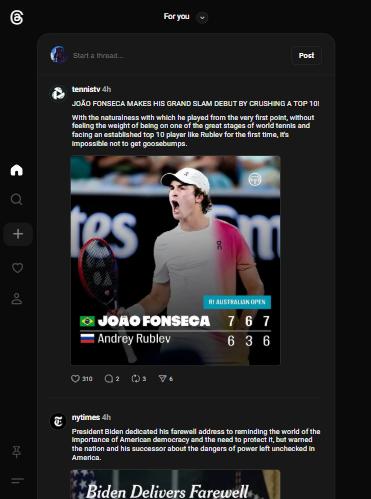 For you
Start a thread...
Post
tennistv 4h
JOÃO FONSECA MAKES HIS GRAND SLAM DEBUT BY CRUSHING A TOP 10!
With the naturalness with which he played from the very first point, without
feeling the weight of being on one of the great stages of world tennis and
facing an established top 10 player like Rublev for the first time, it's
impossible not to get goosebumps.
R1 AUSTRALIAN OPEN
JOÃO FONSECA 7 6 7
Andrey Rublev 6 3 6
310 2 3 6
nytimes 4h
President Biden dedicated his farewell address to reminding the world of the
importance of American democracy and the need to protect it, but warned
the nation and his successor about the dangers of power left unchecked in
America.
Biden Delivers Farewell